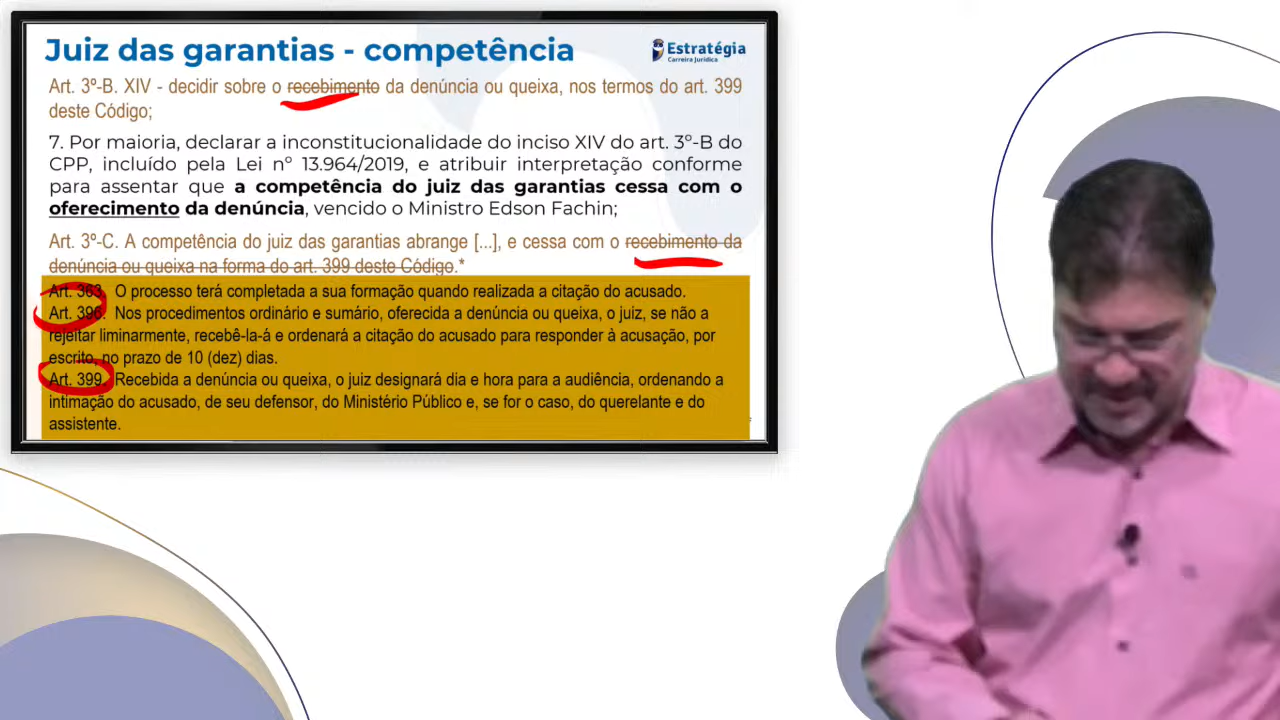 Juiz das garantias - competência
Estratégia
Carreira Jurídica
Art. 3º-B. XIV - decidir sobre o recebimento da denúncia ou queixa, nos termos do art. 399
deste Código;
7. Por maioria, declarar a inconstitucionalidade do inciso XIV do art. 3º-B do
CPP, incluído pela Lei nº 13.964/2019, e atribuir interpretação conforme
para assentar que a competência do juiz das garantias cessa com o
oferecimento da denúncia, vencido o Ministro Edson Fachin;
Art. 3º-C. A competência do juiz das garantias abrange [...], e cessa com o recebimento da
denúncia ou queixa na forma do art. 399 deste Código.*
Art. 363. O processo terá completada a sua formação quando realizada a citação do acusado.
Art. 396. Nos procedimentos ordinário e sumário, oferecida a denúncia ou queixa, o juiz, se não a
rejeitar liminarmente, recebê-la-á e ordenará a citação do acusado para responder à acusação, por
escrito, no prazo de 10 (dez) dias.
Art. 399. Recebida a denúncia ou queixa, o juiz designará dia e hora para a audiência, ordenando a
intimação do acusado, de seu defensor, do Ministério Público e, se for o caso, do querelante e do
assistente.